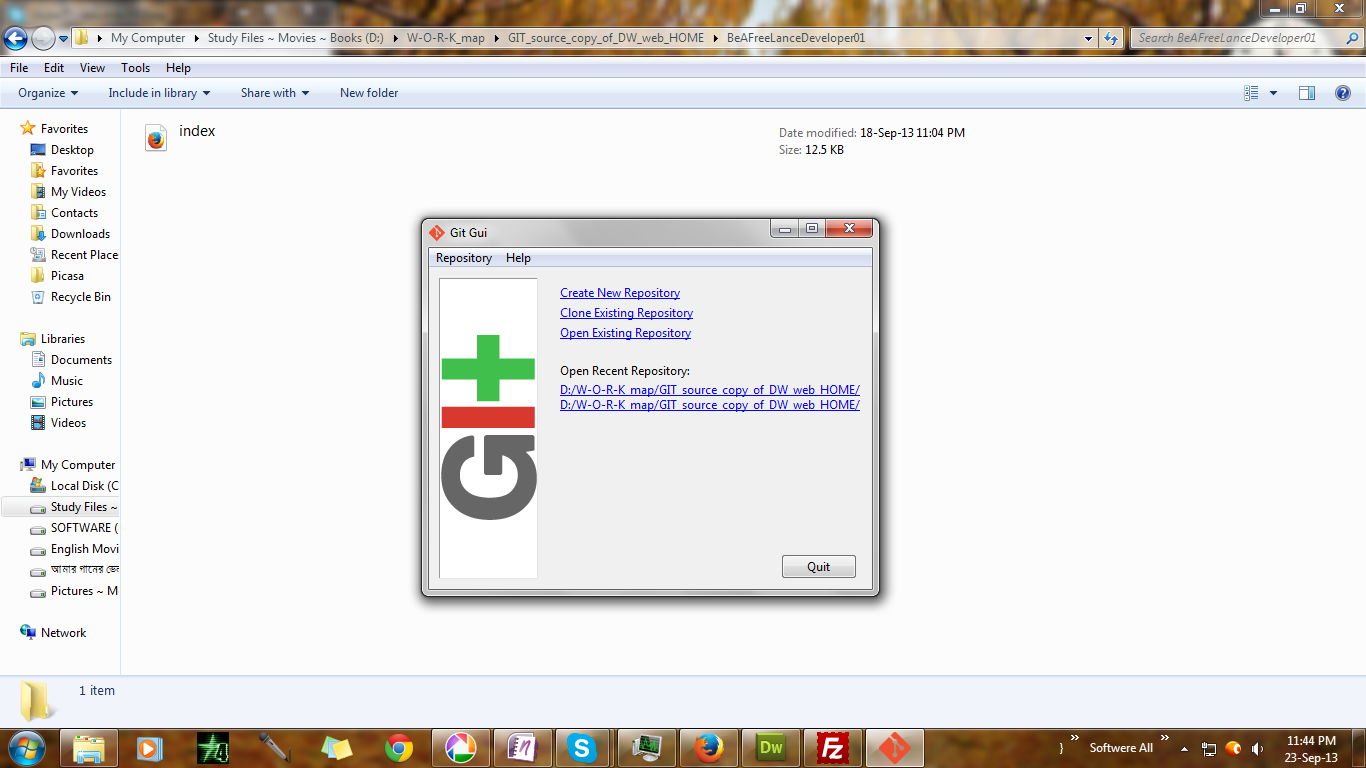 My Computer Study Files ~ Movies ~ Books (D:) W-O-R-K_map GIT_source_copy_of_DW_web_HOME BeAFreeLanceDeveloper01
Search BeAFreeLanceDeveloper01
File Edit View Tools Help
Organize Include in library Share with New folder
Favorites
Desktop
Favorites
My Videos
Contacts
Downloads
Recent Place
Picasa
Recycle Bin
Libraries
Documents
Music
Pictures
Videos
My Computer
Local Disk (C
Study Files ~
SOFTWARE (
English Movi
আমার গানের ভে
Pictures ~ M
Network
index
Date modified: 18-Sep-13 11:04 PM
Size: 12.5 KB
Git Gui
Repository Help
Git
Create New Repository
Clone Existing Repository
Open Existing Repository
Open Recent Repository:
D:/W-O-R-K_map/GIT_source_copy_of_DW_web_HOME/
D:/W-O-R-K_map/GIT_source_copy_of_DW_web_HOME/
Quit
1 item
4
N
S
Dw
Fz
}
Softwere All
11:44 PM
23-Sep-13